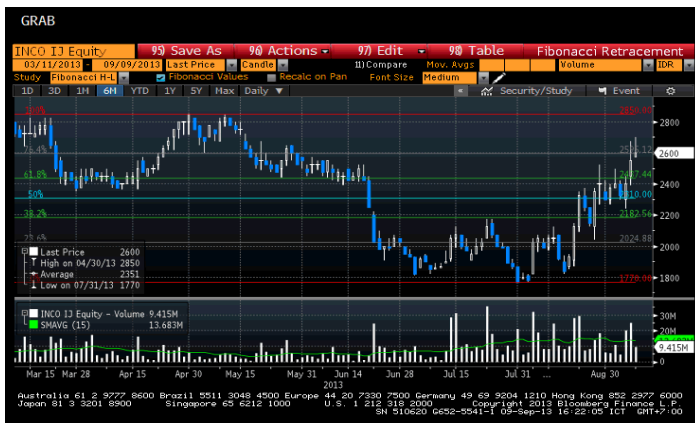 GRAB
INCO IJ Equity 95) Save As 96) Actions 97) Edit 98) Table Fibonacci Retracement
03/11/2013 - 09/09/2013 Last Price Candle 11) Compare Mov. Avgs Volume IDR
Study Fibonacci H-L Fibonacci Values Recalc on Pan Font Size Medium
1D 3D 1M 6M YTD 1Y 5Y Max Daily Security/Study Event
2850.00
2800
76.4%
2600
61.8% 2437.44
2400
50% 2310.00
38.2% 2182.56
2200
23.6% 2024.88
2000
1770.00
1800
Last Price 2600
High on 04/30/13 2850
Average 2351
Low on 07/31/13 1770
INCO IJ Equity - Volume 9.415M
SMAVG (15) 13.683M
30M
20M
9.415M
0
Mar 15 Mar 28 Apr 15 Apr 30 May 15 May 31 Jun 14 Jun 28 Jul 15 Jul 31 ... Aug 30
2013
Australia 61 2 9777 8600 Brazil 5511 3048 4500 Europe 44 20 7330 7500 Germany 49 69 9204 1210 Hong Kong 852 2977 6000
Japan 81 3 3201 8900 Singapore 65 6212 1000 U.S. 1 212 318 2000 Copyright 2013 Bloomberg Finance L.P.
SN 510620 G652-5541-1 09-Sep-13 16:22:05 ICT GMT+7:00